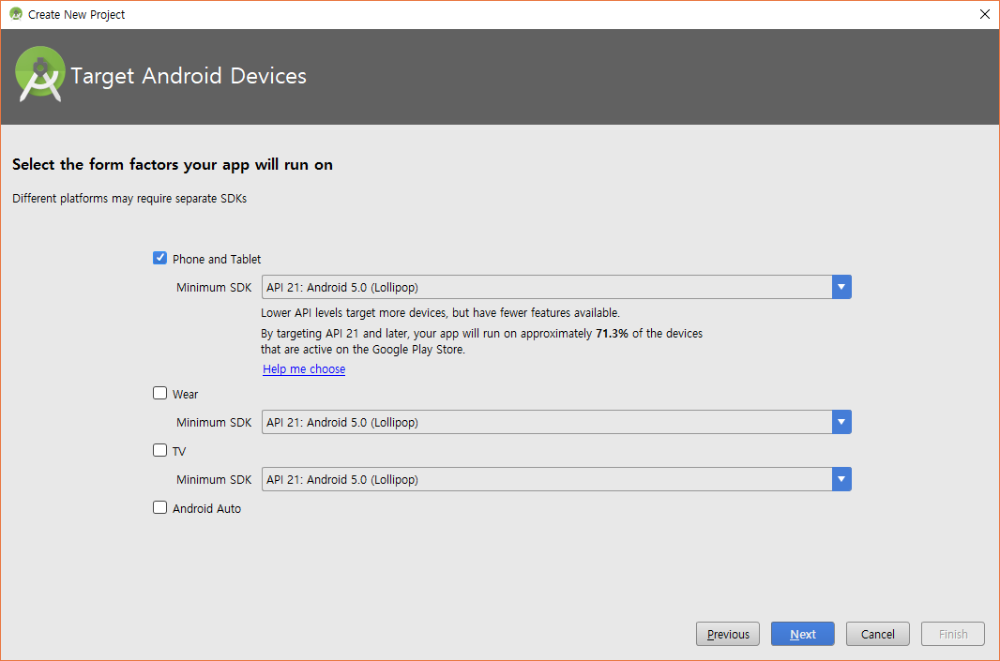 Create New Project
Target Android Devices
Select the form factors your app will run on
Different platforms may require separate SDKs
Phone and Tablet
Minimum SDK API 21: Android 5.0 (Lollipop)
Lower API levels target more devices, but have fewer features available.
By targeting API 21 and later, your app will run on approximately 71.3% of the devices
that are active on the Google Play Store.
Help me choose
Wear
Minimum SDK API 21: Android 5.0 (Lollipop)
TV
Minimum SDK API 21: Android 5.0 (Lollipop)
Android Auto
Previous Next Cancel Finish